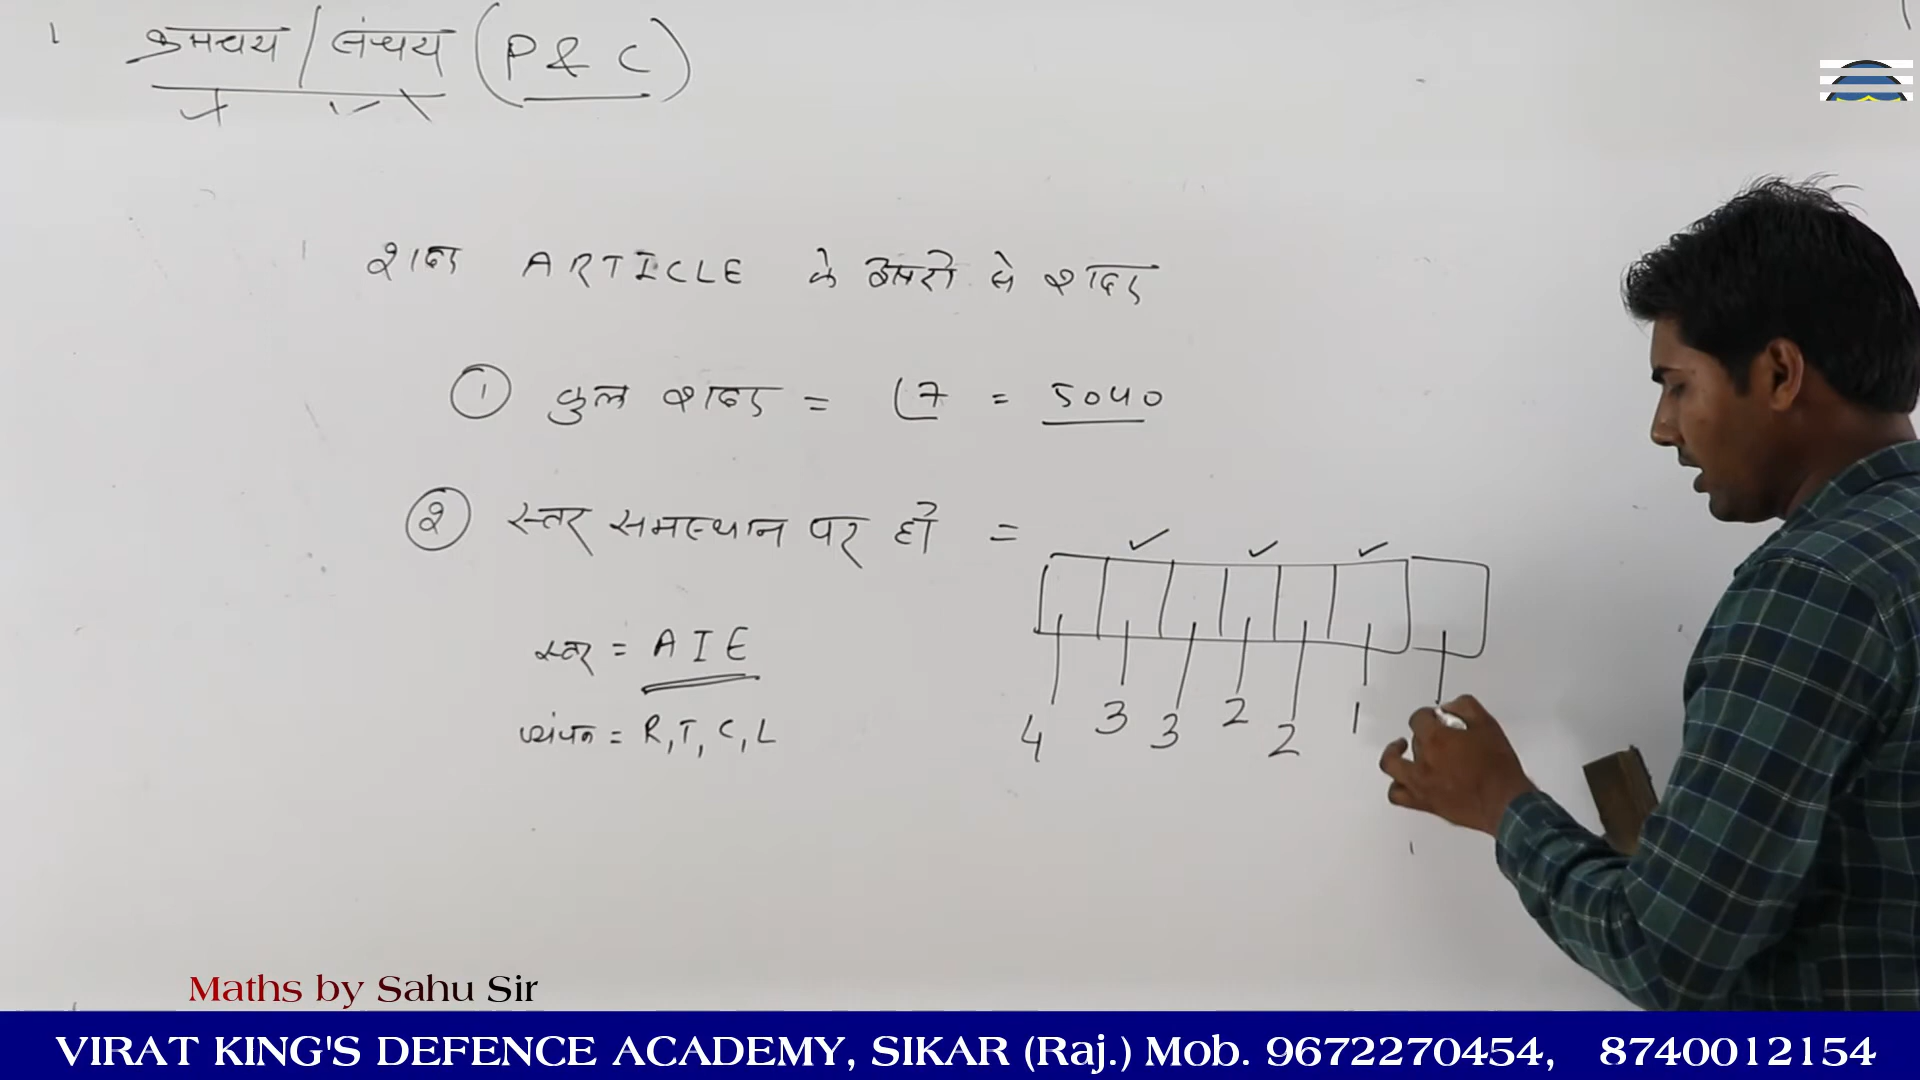 क्रमचय / संचय (P & C)
शब्द ARTICLE के अक्षरों से शब्द
① कुल शब्द = ⌊7 = 5040
② स्वर समस्थान पर हो =
स्वर = A I E
व्यंजन = R, T, C, L
4 3 3 2 2 1
Maths by Sahu Sir
VIRAT KING'S DEFENCE ACADEMY, SIKAR (Raj.) Mob. 9672270454, 8740012154